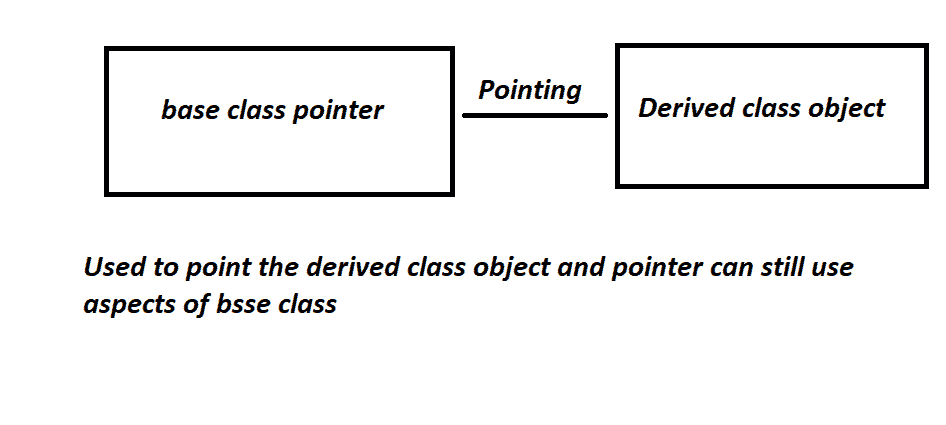 base class pointer
Pointing
Derived class object
Used to point the derived class object and pointer can still use
aspects of bsse class